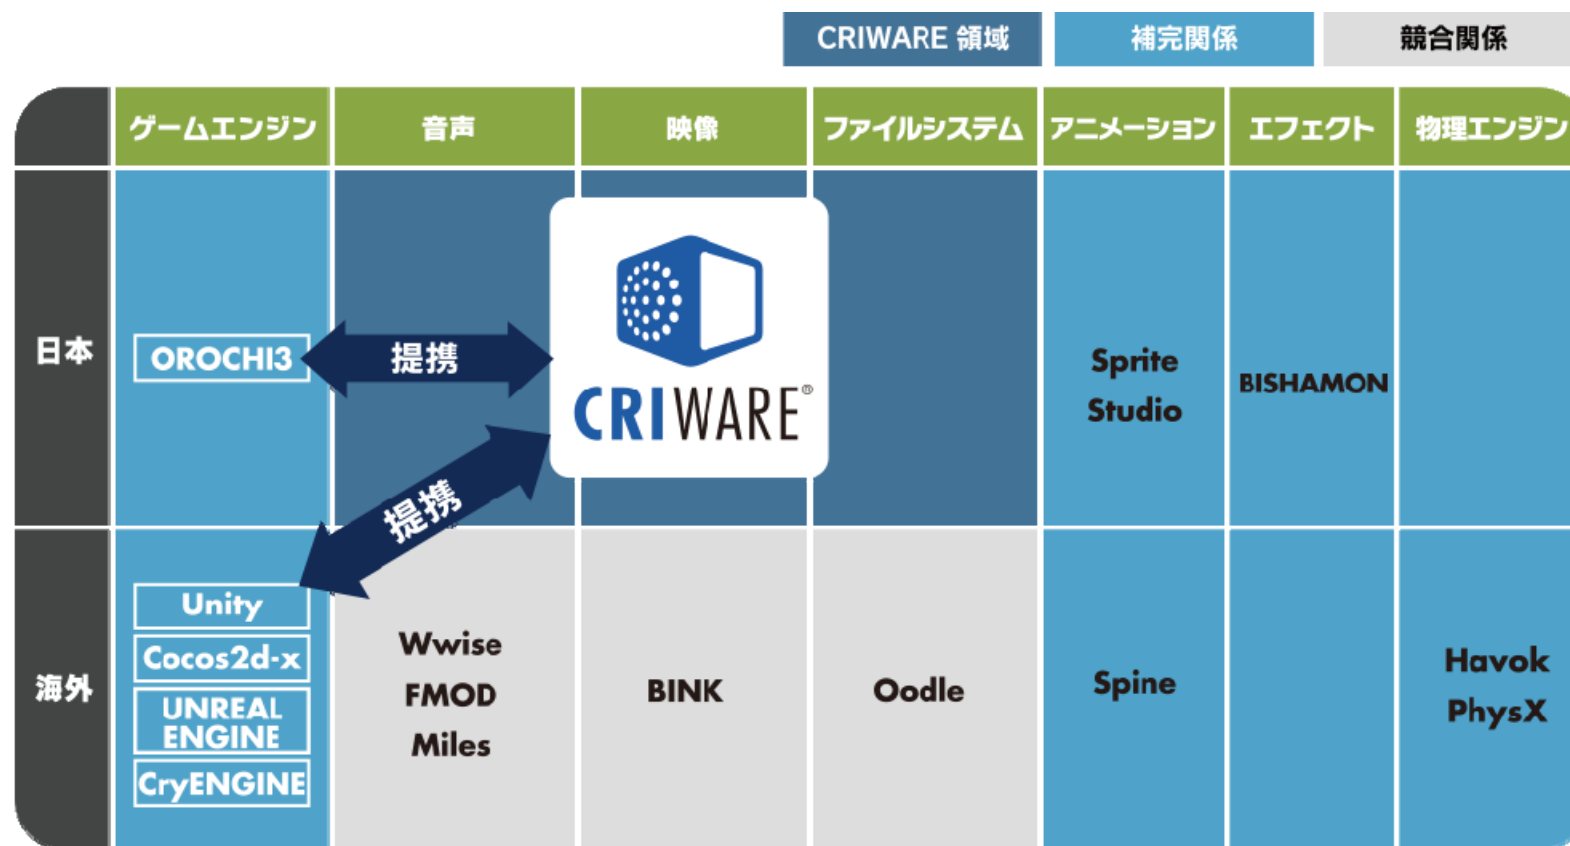 CRIWARE 領域
補完関係
競合関係
ゲームエンジン
音声
映像
ファイルシステム
アニメーション
エフェクト
物理エンジン
日本
OROCHI3
提携
CRIWARE®
Sprite
Studio
BISHAMON
提携
海外
Unity
Cocos2d-x
UNREAL
ENGINE
CryENGINE
Wwise
FMOD
Miles
BINK
Oodle
Spine
Havok
PhysX